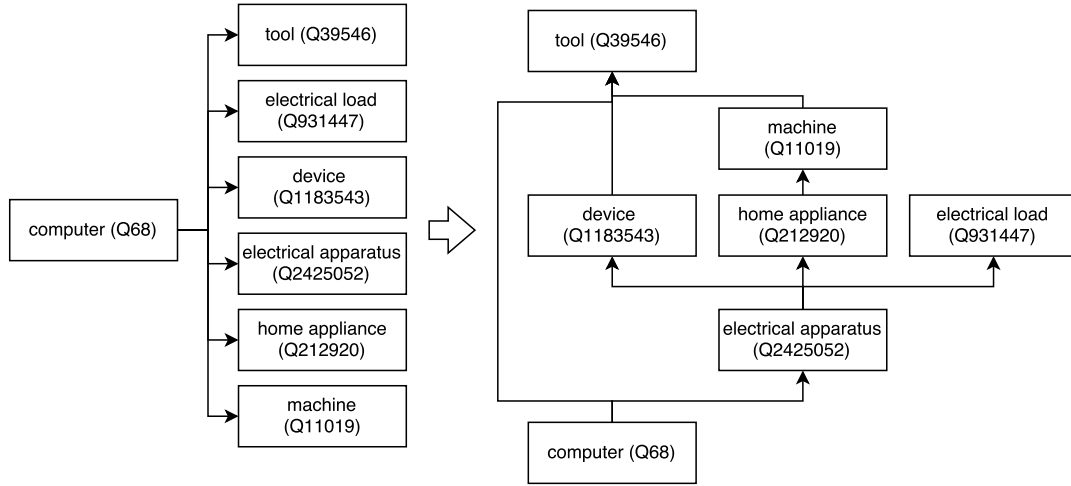 tool (Q39546)
electrical load
(Q931447)
device
(Q1183543)
computer (Q68)
electrical apparatus
(Q2425052)
home appliance
(Q212920)
machine
(Q11019)
tool (Q39546)
machine
(Q11019)
device
(Q1183543)
home appliance
(Q212920)
electrical load
(Q931447)
electrical apparatus
(Q2425052)
computer (Q68)